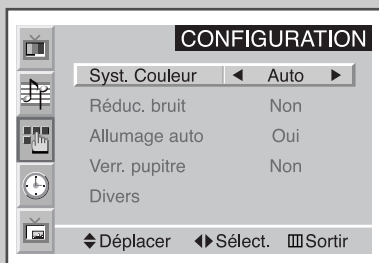 CONFIGURATION
Syst. Couleur ◀ Auto ▶
Réduc. bruit Non
Allumage auto Oui
Verr. pupitre Non
Divers
Déplacer Sélect. Sortir